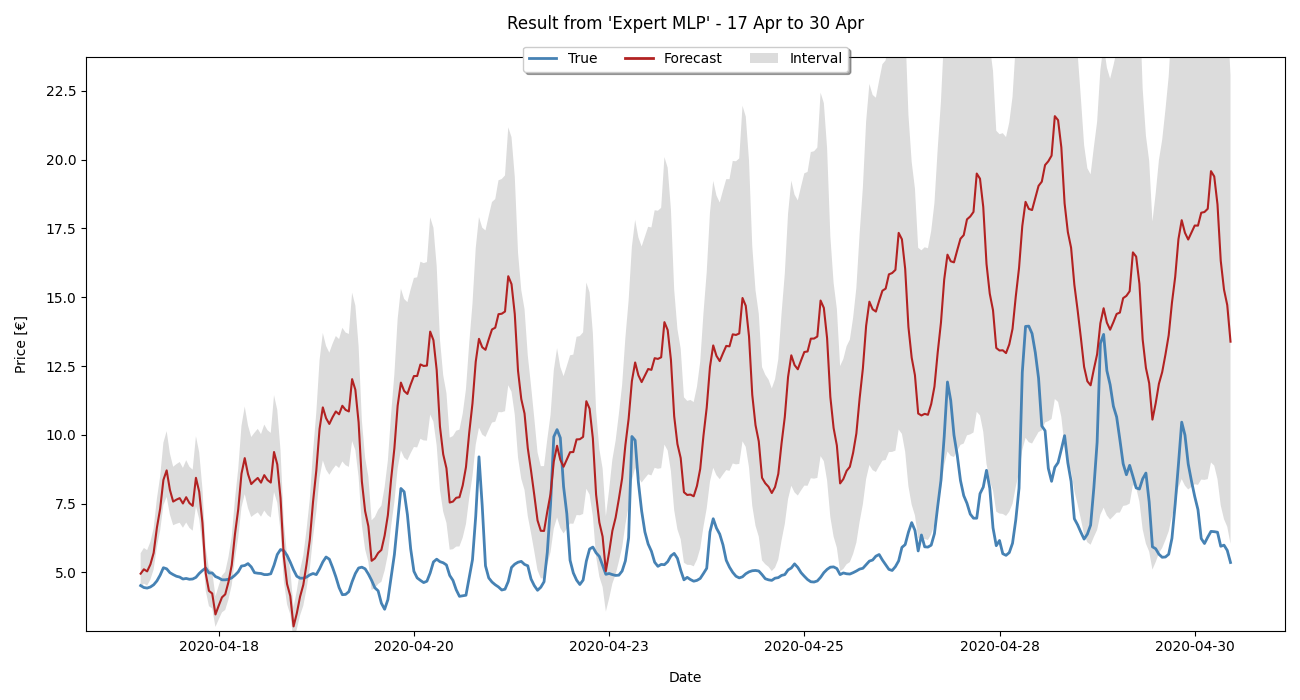 Result from 'Expert MLP' - 17 Apr to 30 Apr
True Forecast Interval
22.5
20.0
17.5
15.0
12.5
10.0
7.5
5.0
Price [€]
2020-04-18 2020-04-20 2020-04-23 2020-04-25 2020-04-28 2020-04-30
Date